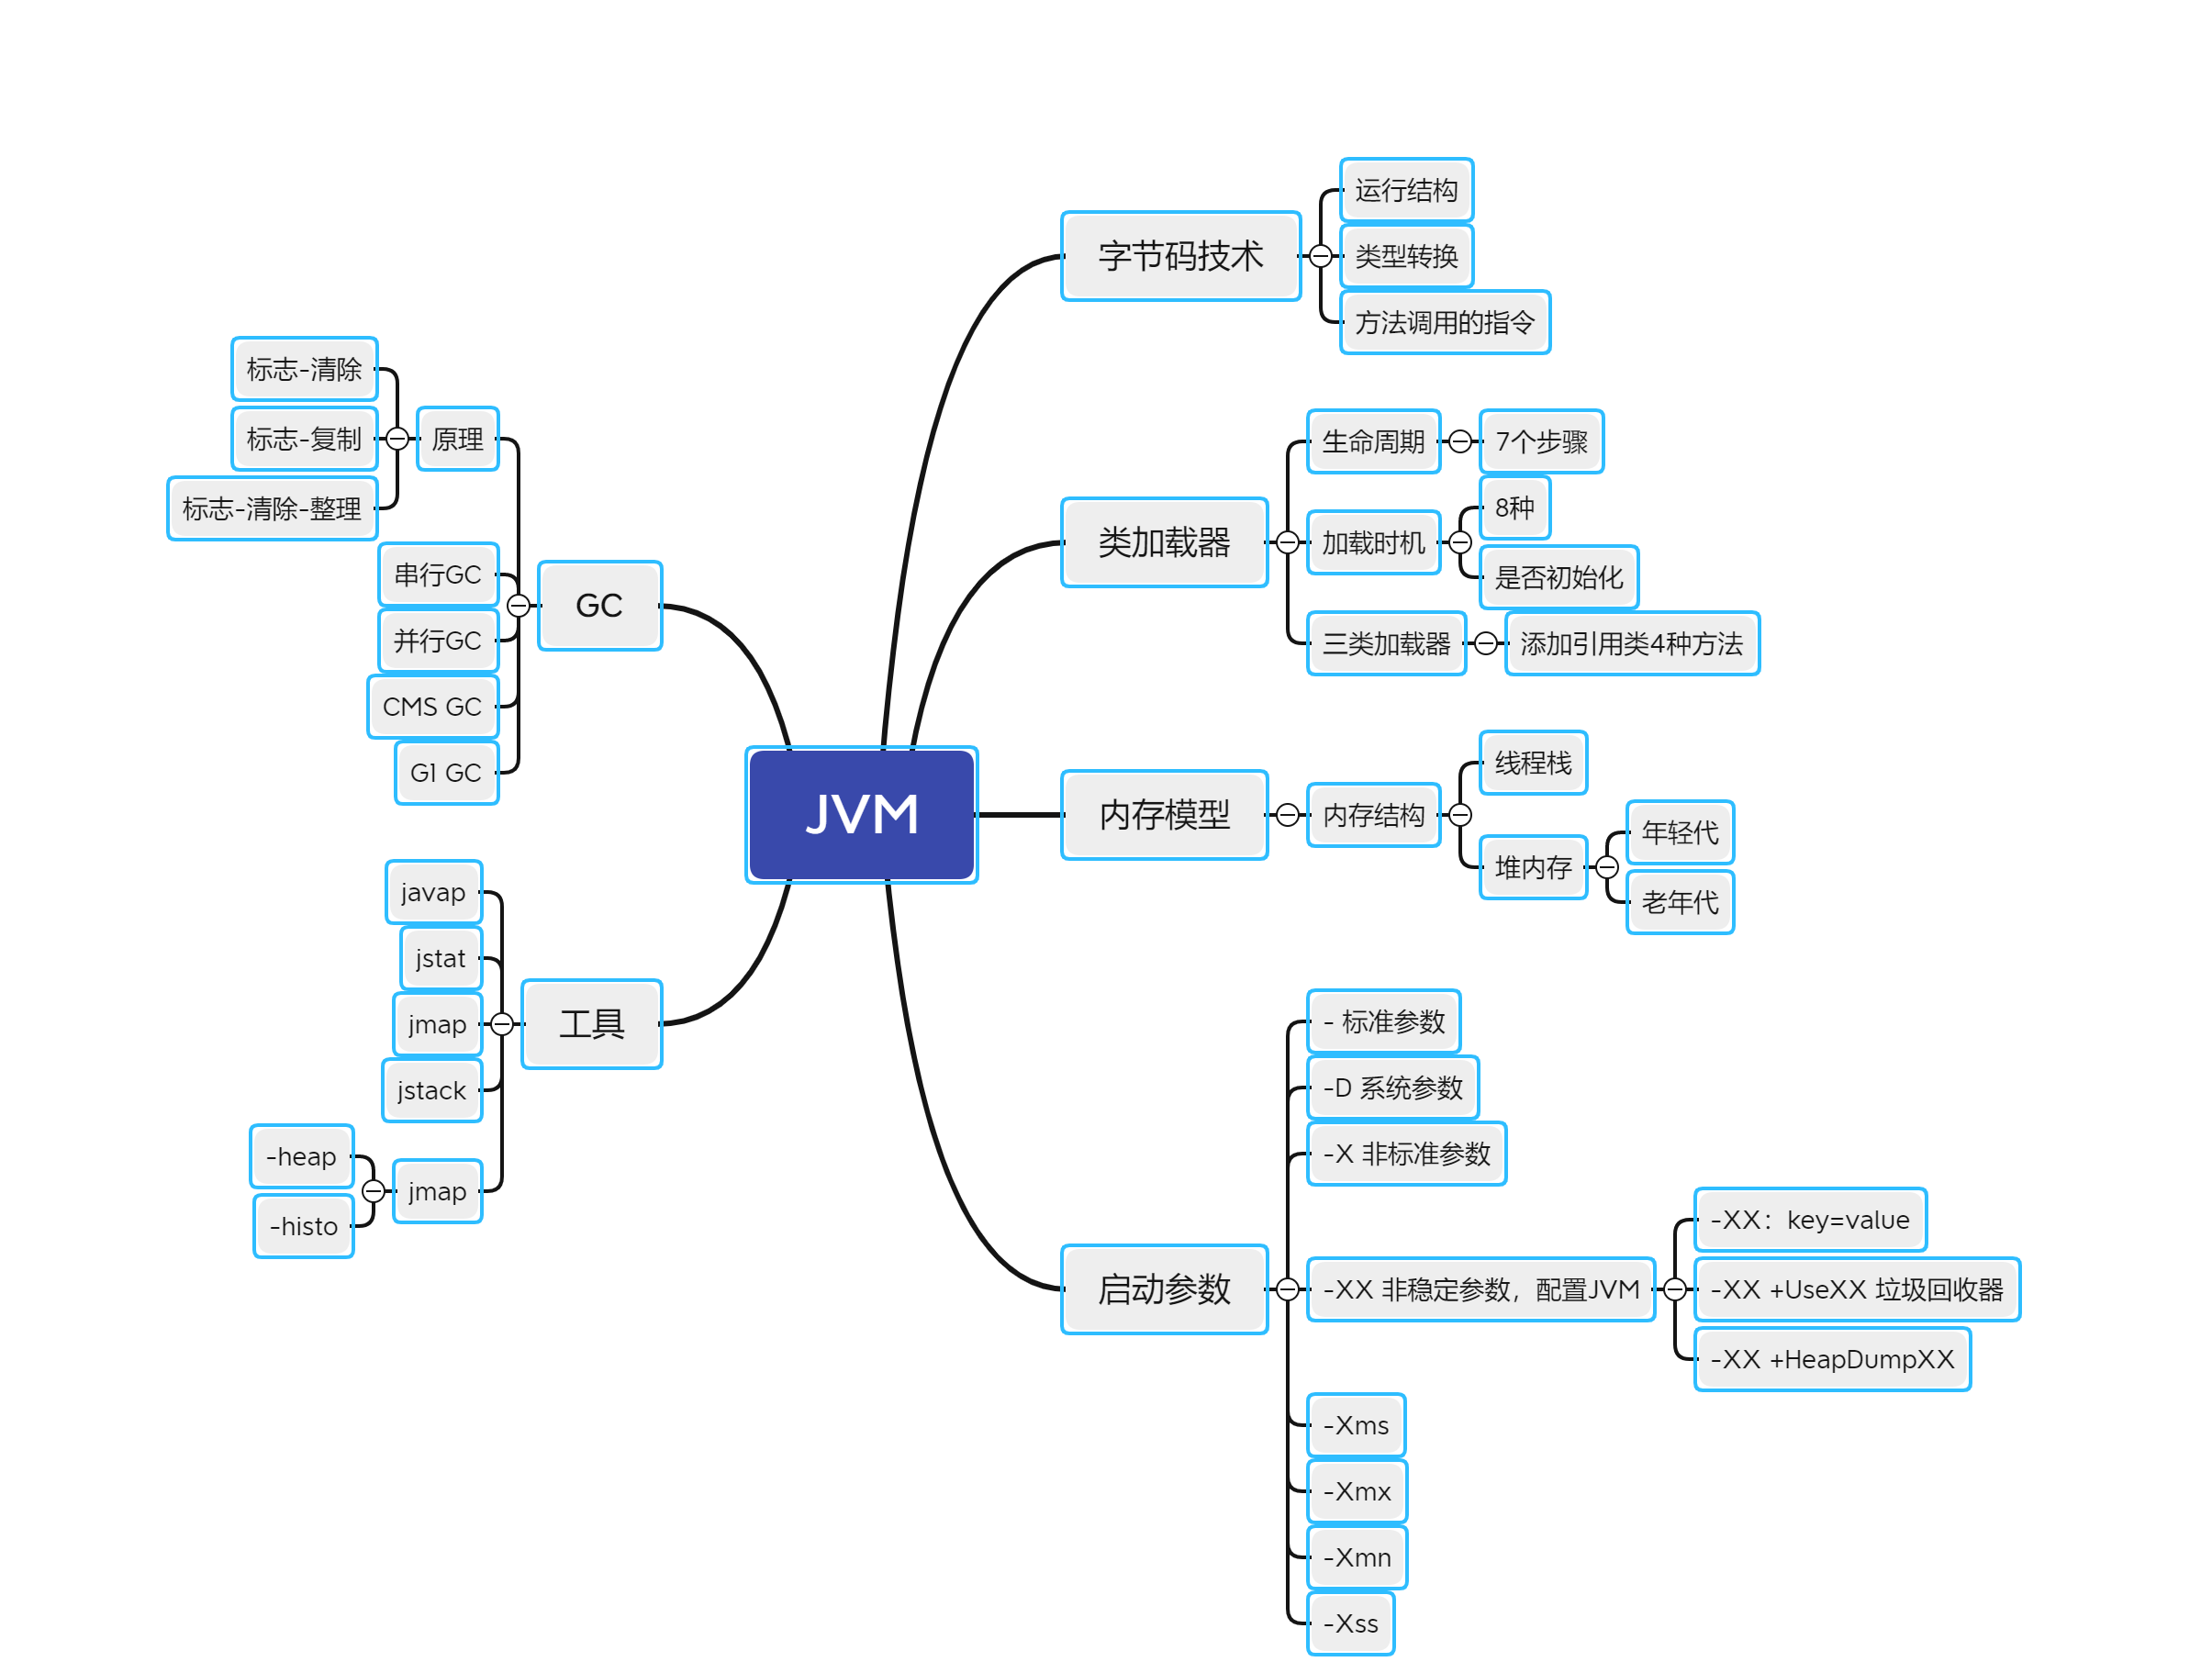 JVM
字节码技术
运行结构
类型转换
方法调用的指令
类加载器
生命周期
7个步骤
加载时机
8种
是否初始化
三类加载器
添加引用类4种方法
内存模型
内存结构
线程栈
堆内存
年轻代
老年代
启动参数
- 标准参数
-D 系统参数
-X 非标准参数
-XX 非稳定参数，配置JVM
-XX：key=value
-XX +UseXX 垃圾回收器
-XX +HeapDumpXX
-Xms
-Xmx
-Xmn
-Xss
GC
原理
标志-清除
标志-复制
标志-清除-整理
串行GC
并行GC
CMS GC
G1 GC
工具
javap
jstat
jmap
jstack
jmap
-heap
-histo